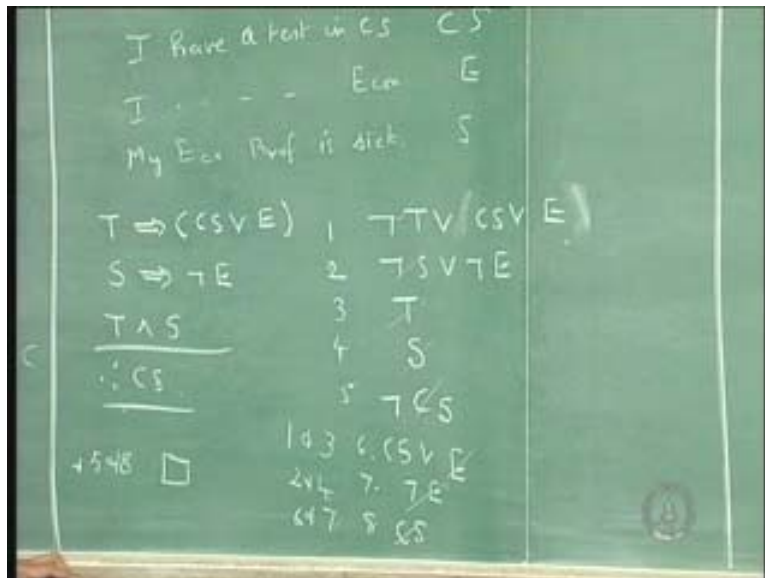 I have a test in CS CS
I . - - - Eco E
My Eco Prof is sick. S
T ⇒ (CS V E)
S ⇒ ¬E
T ∧ S
∴ CS
1 ¬T V (CS V E)
2 ¬S V ¬E
3 T
4 S
5 ¬CS
1&3 6. CS V E
2&4 7. ¬E
6&7 8 CS
5&8 □
C